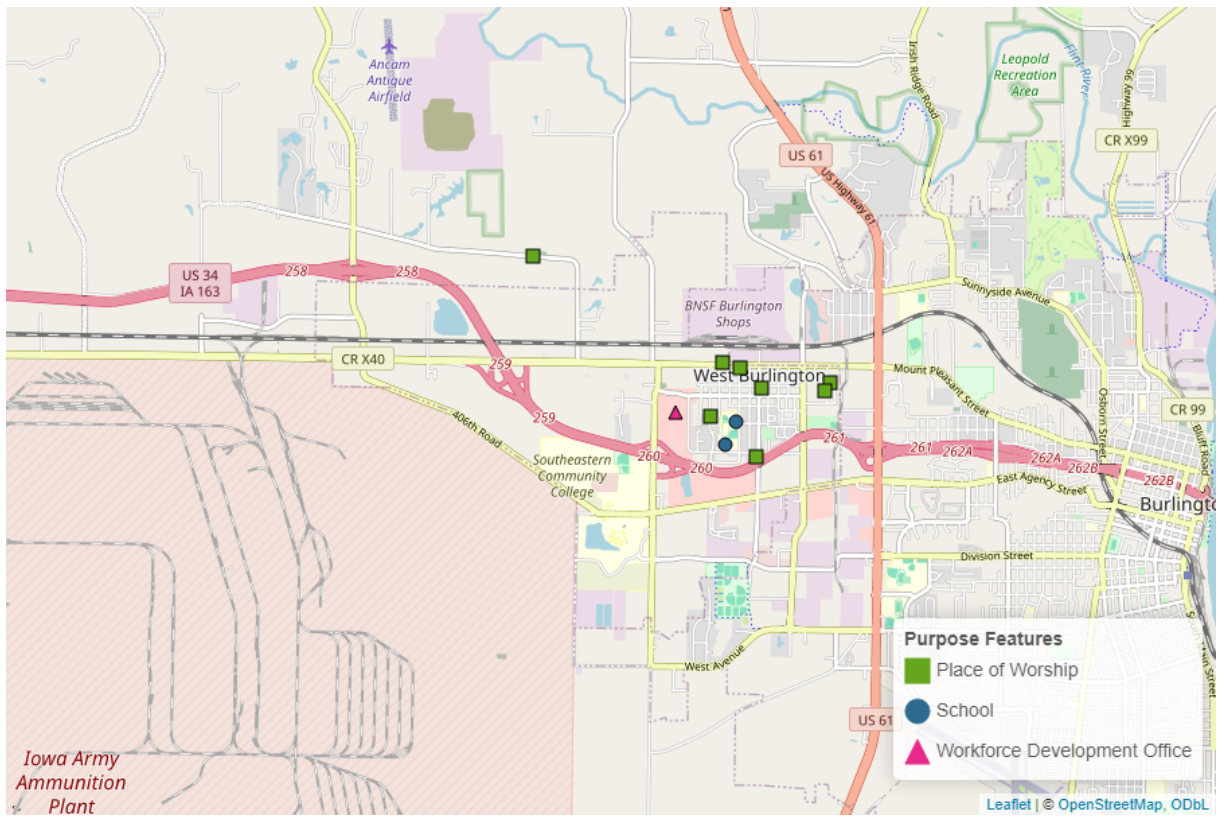 Ancam
Antique
Airfield
Leopold
Recreation
Area
Flint River
Irish Ridge Road
Highway 99
CR X99
US 61
US Highway 61
US 34
IA 163
258
258
BNSF Burlington
Shops
Sunnyside Avenue
CR X40
259
West Burlington
Mount Pleasant Street
406th Road
259
Osborn Street
CR 99
Bluff Road
260
260
261
261
262A
262A
262B
262B
Southeastern
Community
College
East Agency Street
Burlingto
Division Street
West Avenue
US 61
Main Street
Iowa Army
Ammunition
Plant
Purpose Features
Place of Worship
School
Workforce Development Office
Leaflet | © OpenStreetMap, ODbL